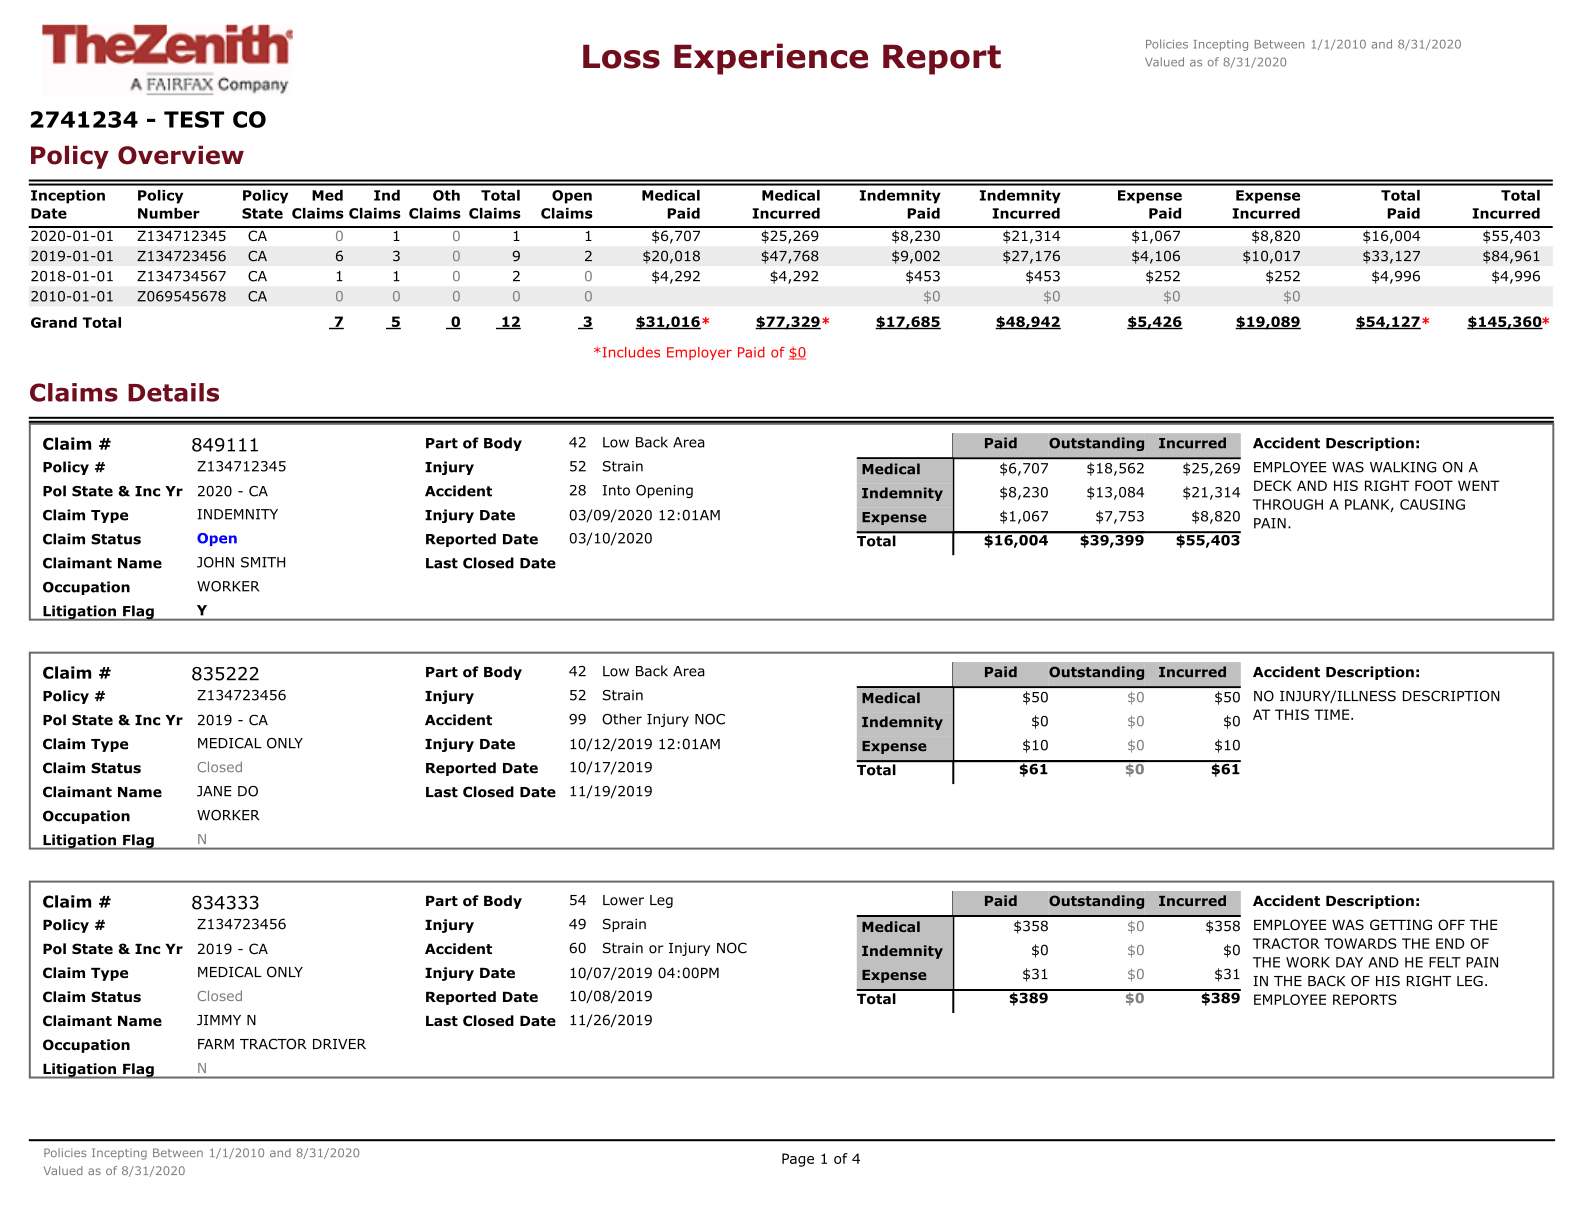 TheZenith®
A FAIRFAX Company
Loss Experience Report
Policies Incepting Between 1/1/2010 and 8/31/2020
Valued as of 8/31/2020
2741234 - TEST CO
Policy Overview
Inception Policy Policy Med Ind Oth Total Open Medical Medical Indemnity Indemnity Expense Expense Total Total
Date Number State Claims Claims Claims Claims Claims Paid Incurred Paid Incurred Paid Incurred Paid Incurred
2020-01-01 Z134712345 CA 0 1 0 1 1 $6,707 $25,269 $8,230 $21,314 $1,067 $8,820 $16,004 $55,403
2019-01-01 Z134723456 CA 6 3 0 9 2 $20,018 $47,768 $9,002 $27,176 $4,106 $10,017 $33,127 $84,961
2018-01-01 Z134734567 CA 1 1 0 2 0 $4,292 $4,292 $453 $453 $252 $252 $4,996 $4,996
2010-01-01 Z069545678 CA 0 0 0 0 0 $0 $0 $0 $0
Grand Total 7 5 0 12 3 $31,016* $77,329* $17,685 $48,942 $5,426 $19,089 $54,127* $145,360*
*Includes Employer Paid of $0
Claims Details
Claim # 849111 Part of Body 42 Low Back Area Paid Outstanding Incurred Accident Description:
Policy # Z134712345 Injury 52 Strain Medical $6,707 $18,562 $25,269 EMPLOYEE WAS WALKING ON A
Pol State & Inc Yr 2020 - CA Accident 28 Into Opening Indemnity $8,230 $13,084 $21,314 DECK AND HIS RIGHT FOOT WENT
Claim Type INDEMNITY Injury Date 03/09/2020 12:01AM Expense $1,067 $7,753 $8,820 THROUGH A PLANK, CAUSING
PAIN.
Claim Status Open Reported Date 03/10/2020 Total $16,004 $39,399 $55,403
Claimant Name JOHN SMITH Last Closed Date
Occupation WORKER
Litigation Flag Y
Claim # 835222 Part of Body 42 Low Back Area Paid Outstanding Incurred Accident Description:
Policy # Z134723456 Injury 52 Strain Medical $50 $0 $50 NO INJURY/ILLNESS DESCRIPTION
Pol State & Inc Yr 2019 - CA Accident 99 Other Injury NOC Indemnity $0 $0 $0 AT THIS TIME.
Claim Type MEDICAL ONLY Injury Date 10/12/2019 12:01AM Expense $10 $0 $10
Claim Status Closed Reported Date 10/17/2019 Total $61 $0 $61
Claimant Name JANE DO Last Closed Date 11/19/2019
Occupation WORKER
Litigation Flag N
Claim # 834333 Part of Body 54 Lower Leg Paid Outstanding Incurred Accident Description:
Policy # Z134723456 Injury 49 Sprain Medical $358 $0 $358 EMPLOYEE WAS GETTING OFF THE
Pol State & Inc Yr 2019 - CA Accident 60 Strain or Injury NOC Indemnity $0 $0 $0 TRACTOR TOWARDS THE END OF
THE WORK DAY AND HE FELT PAIN
Claim Type MEDICAL ONLY Injury Date 10/07/2019 04:00PM Expense $31 $0 $31 IN THE BACK OF HIS RIGHT LEG.
Claim Status Closed Reported Date 10/08/2019 Total $389 $0 $389 EMPLOYEE REPORTS
Claimant Name JIMMY N Last Closed Date 11/26/2019
Occupation FARM TRACTOR DRIVER
Litigation Flag N
Policies Incepting Between 1/1/2010 and 8/31/2020
Valued as of 8/31/2020
Page 1 of 4